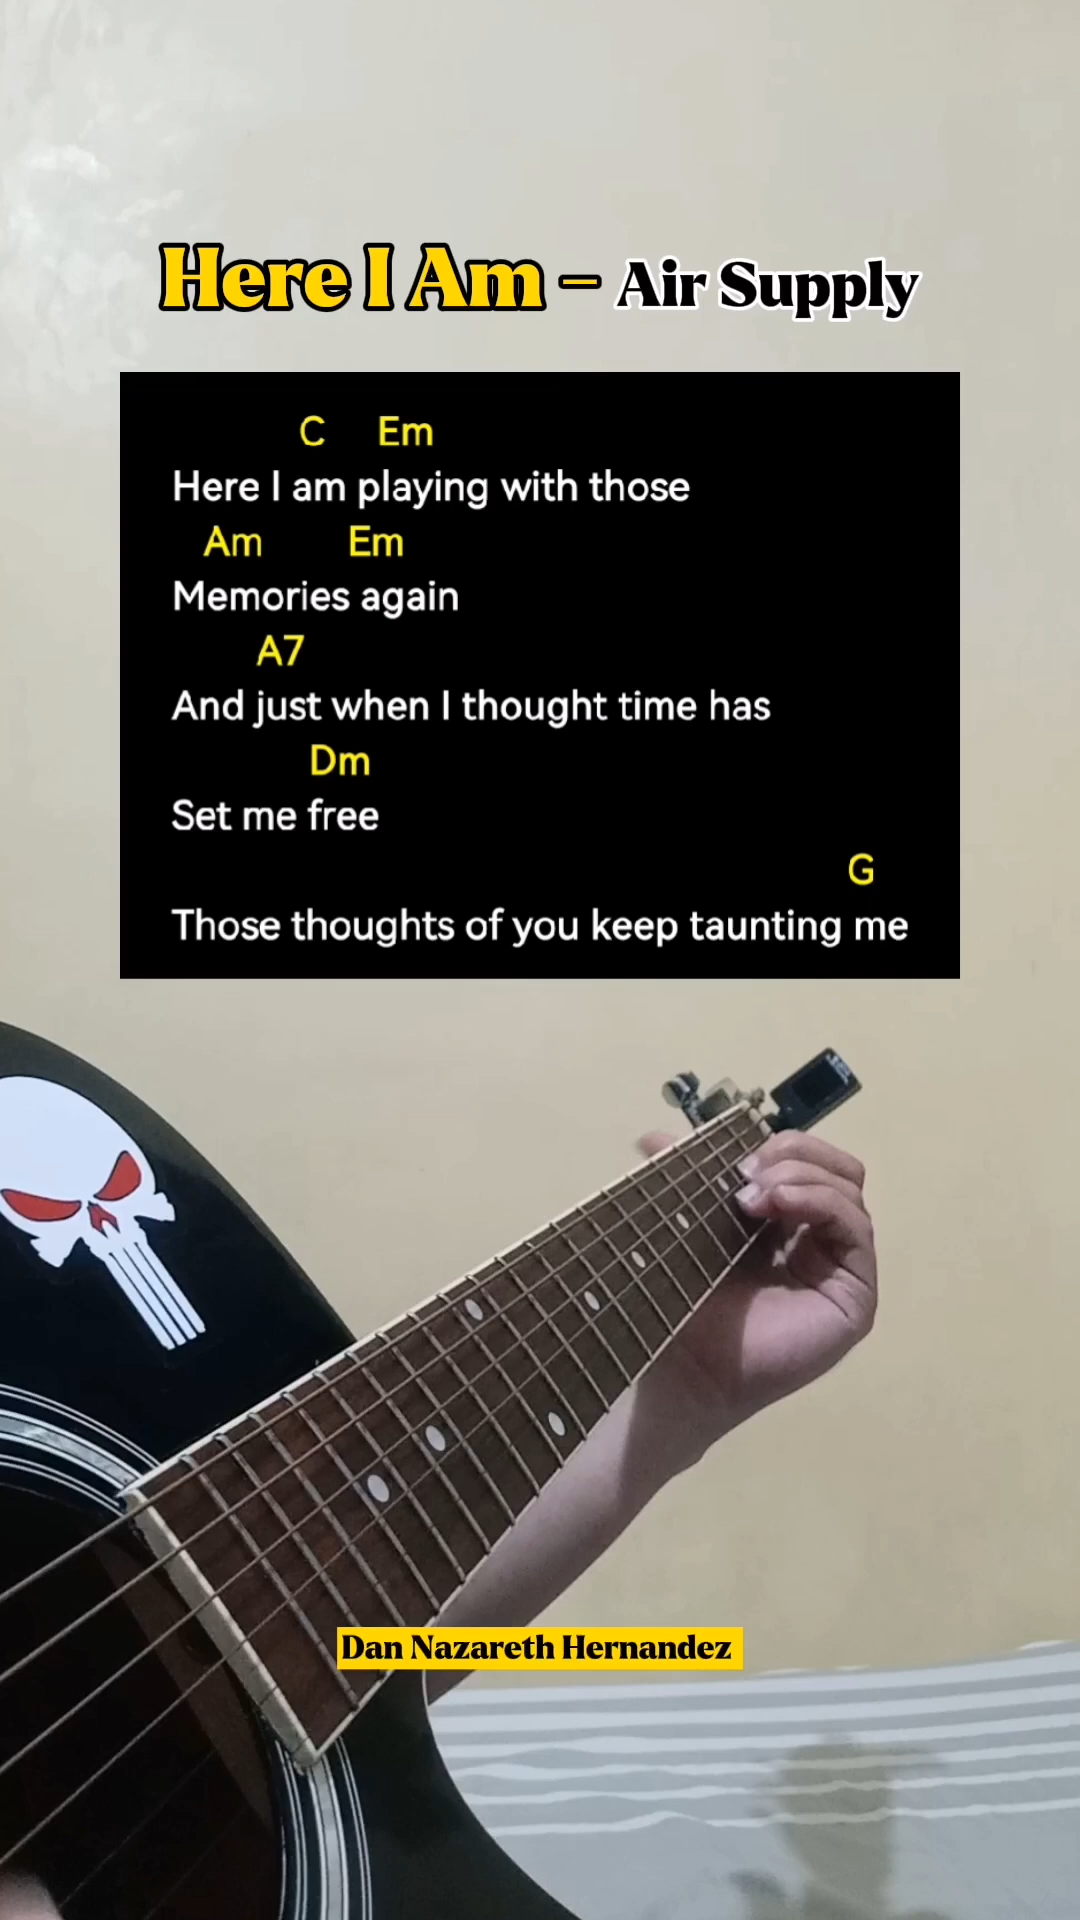 Here I Am – Air Supply
C Em
Here I am playing with those
Am Em
Memories again
A7
And just when I thought time has
Dm
Set me free
G
Those thoughts of you keep taunting me
Dan Nazareth Hernandez